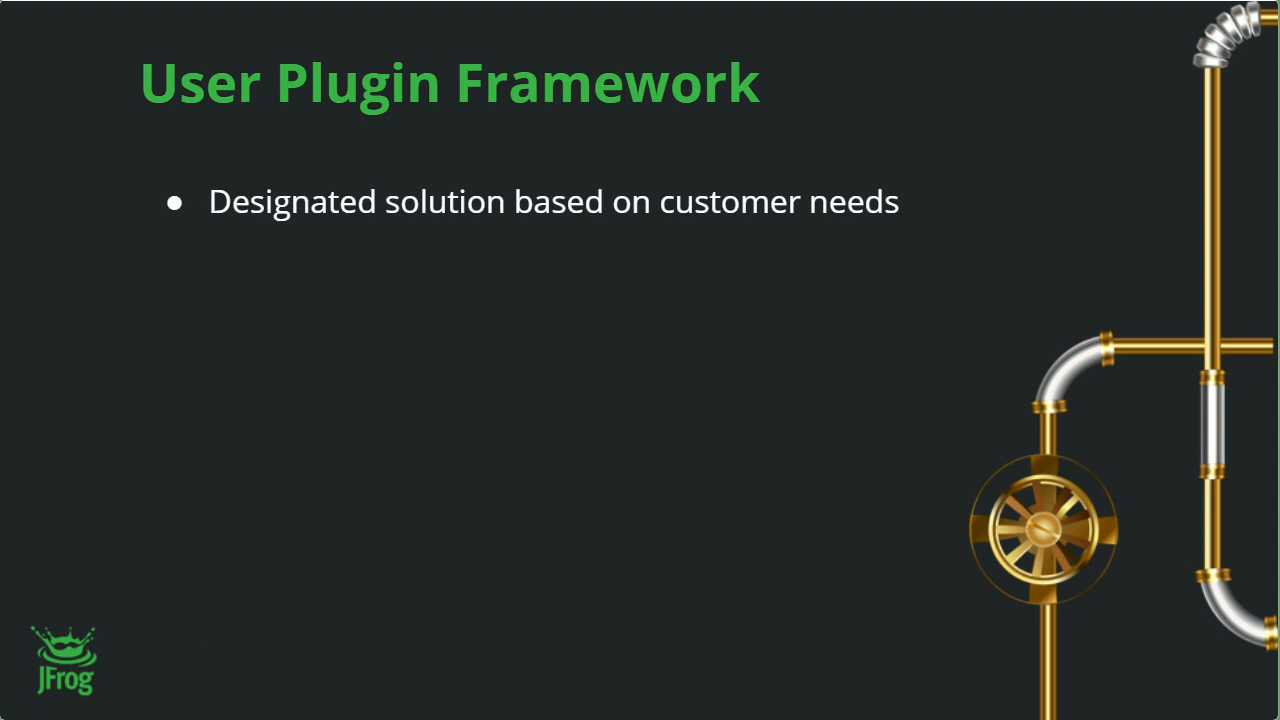 User Plugin Framework
● Designated solution based on customer needs
JFrog